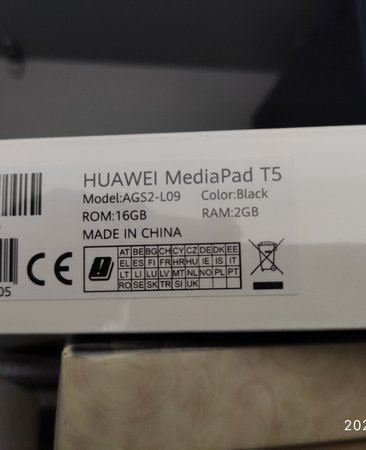 HUAWEI MediaPad T5
Model:AGS2-L09 Color:Black
ROM:16GB RAM:2GB
MADE IN CHINA
CE
AT BE BG CH CY CZ DE DK EE
EL ES FI FR HR HU IE IS IT
LT LI LU LV MT NL NO PL PT
RO SE SK TR SI UK
05
202